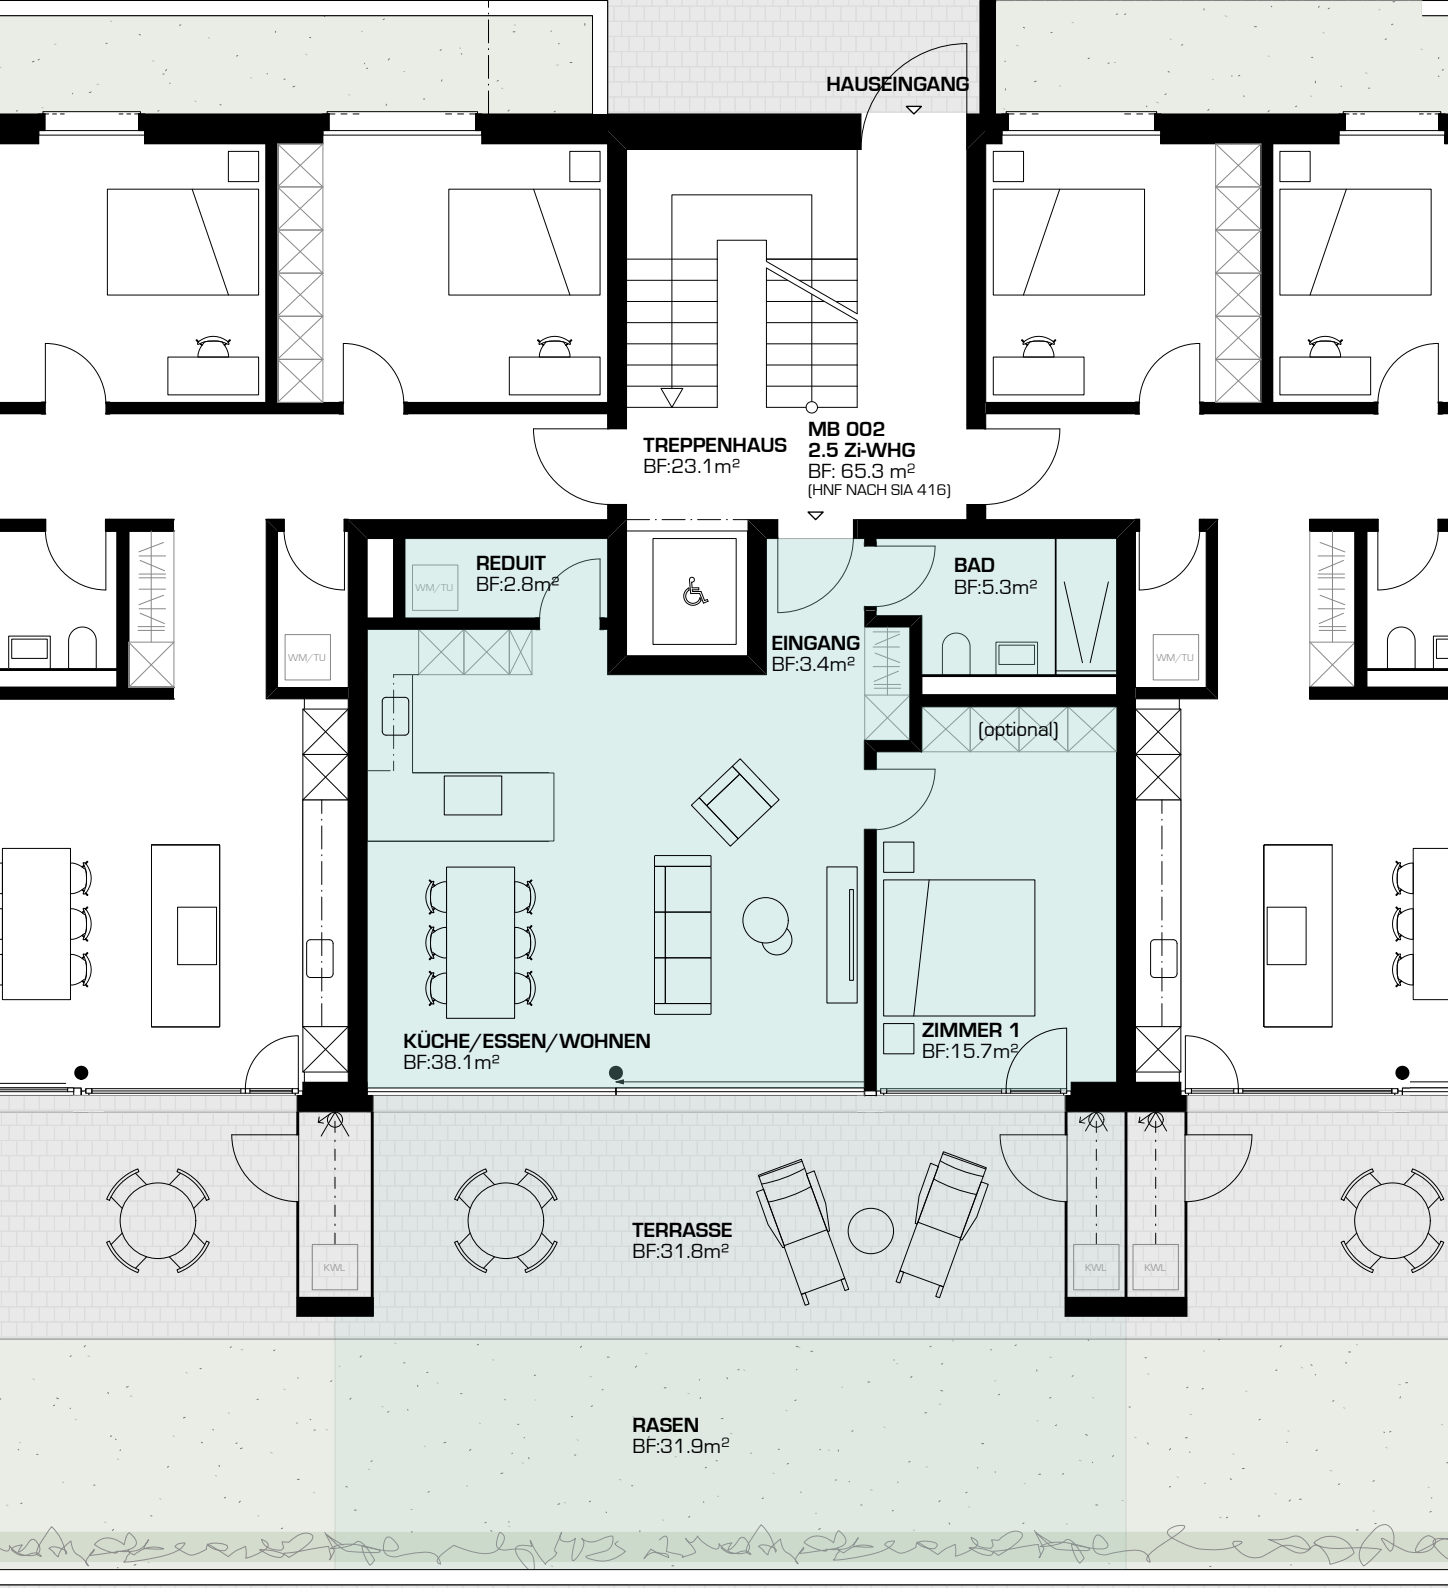 HAUSEINGANG
TREPPENHAUS
BF:23.1m²
MB 002
2.5 Zi-WHG
BF: 65.3 m²
(HNF NACH SIA 416)
REDUIT
BF:2.8m²
WM/TU
BAD
BF:5.3m²
EINGANG
BF:3.4m²
WM/TU
WM/TU
(optional)
KÜCHE/ESSEN/WOHNEN
BF:38.1m²
ZIMMER 1
BF:15.7m²
TERRASSE
BF:31.8m²
KWL
KWL
KWL
RASEN
BF:31.9m²